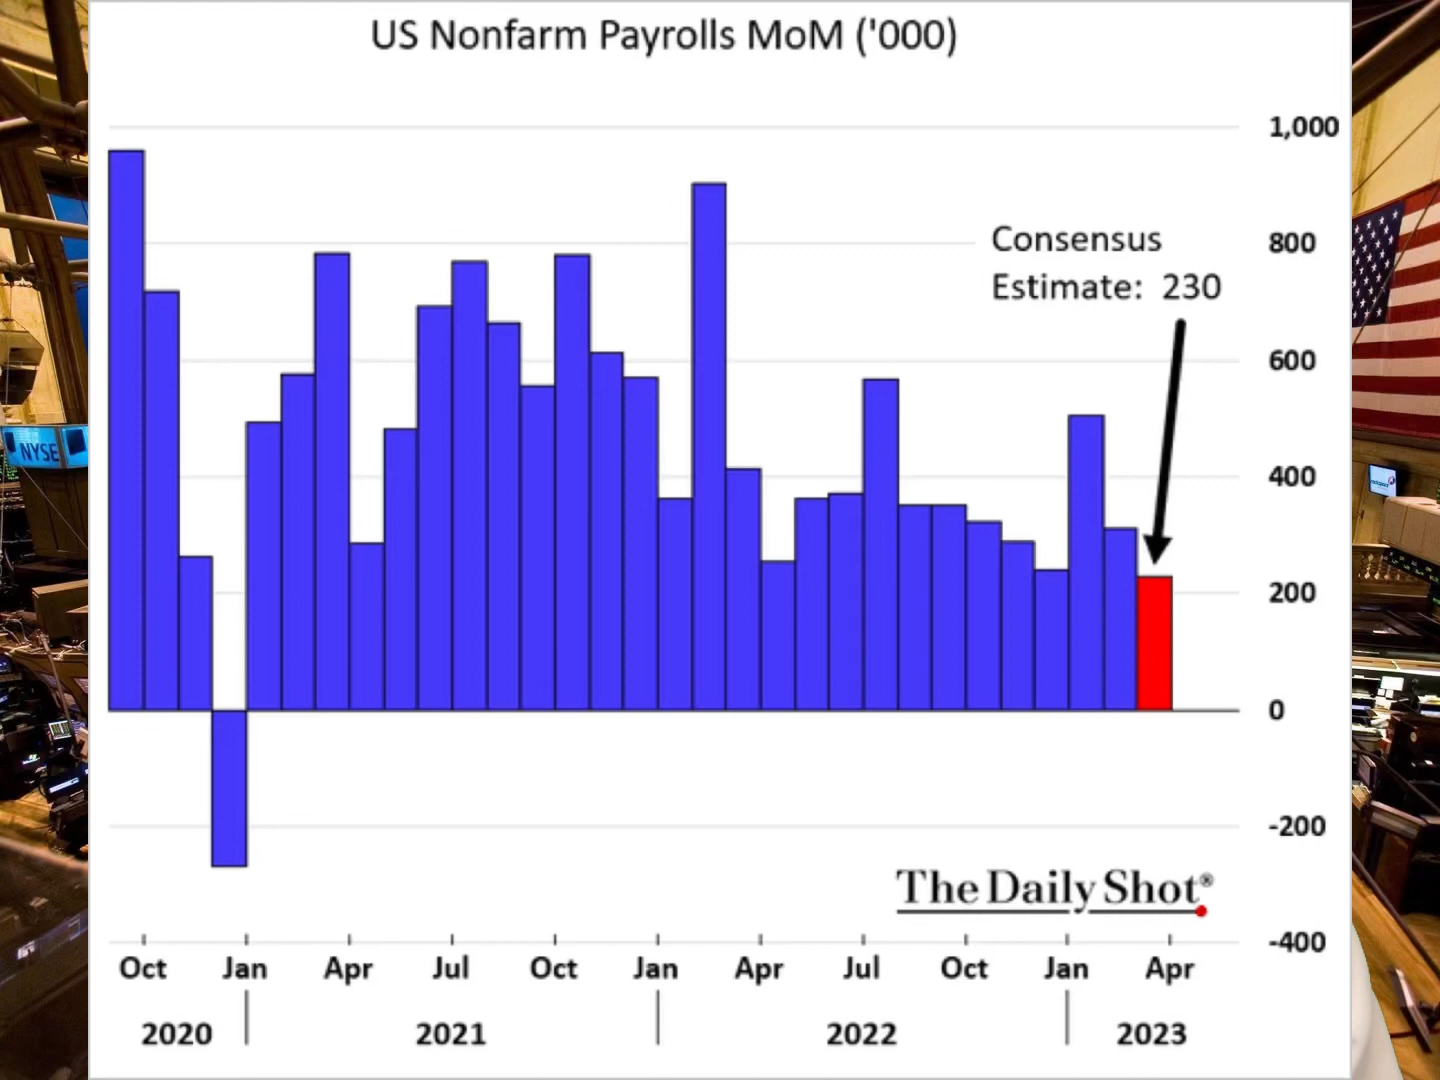 US Nonfarm Payrolls MoM ('000)
1,000
Consensus
Estimate: 230
800
600
400
200
0
-200
-400
The Daily Shot®
Oct Jan Apr Jul Oct Jan Apr Jul Oct Jan Apr
2020 2021 2022 2023
NYSE